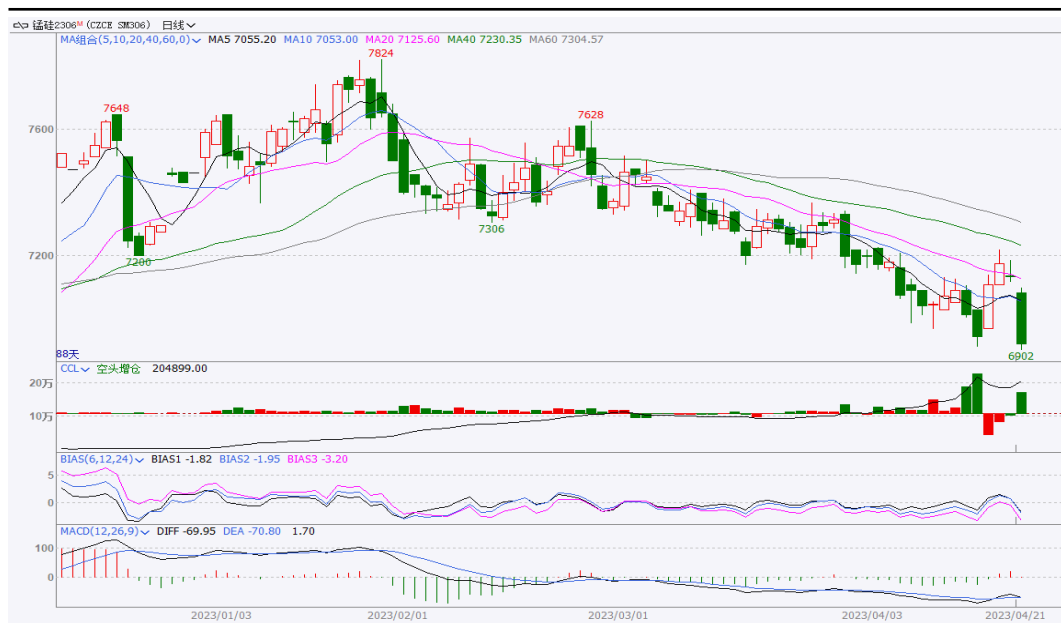 锰硅2306M (CZCE SM306) 日线
MA组合(5,10,20,40,60,0) MA5 7055.20 MA10 7053.00 MA20 7125.60 MA40 7230.35 MA60 7304.57
7824
7648
7628
7600
7306
7200
7200
6902
88天
CCL 空头增仓 204899.00
20万
10万
BIAS(6,12,24) BIAS1 -1.82 BIAS2 -1.95 BIAS3 -3.20
5
0
MACD(12,26,9) DIFF -69.95 DEA -70.80 1.70
100
0
2023/01/03 2023/02/01 2023/03/01 2023/04/03 2023/04/21